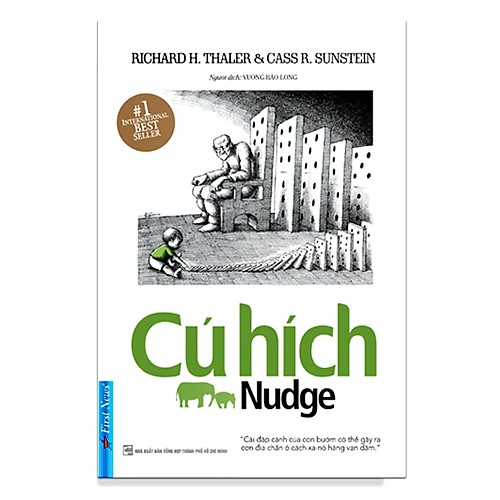 RICHARD H. THALER & CASS R. SUNSTEIN
Người dịch: VƯƠNG BẢO LONG
#1
INTERNATIONAL
BEST
SELLER
Cú hích
Nudge
First News
NHÀ XUẤT BẢN TỔNG HỢP THÀNH PHỐ HỒ CHÍ MINH
"Cái đập cánh của con bướm có thể gây ra
cơn địa chấn ở cách xa nó hàng vạn dặm."